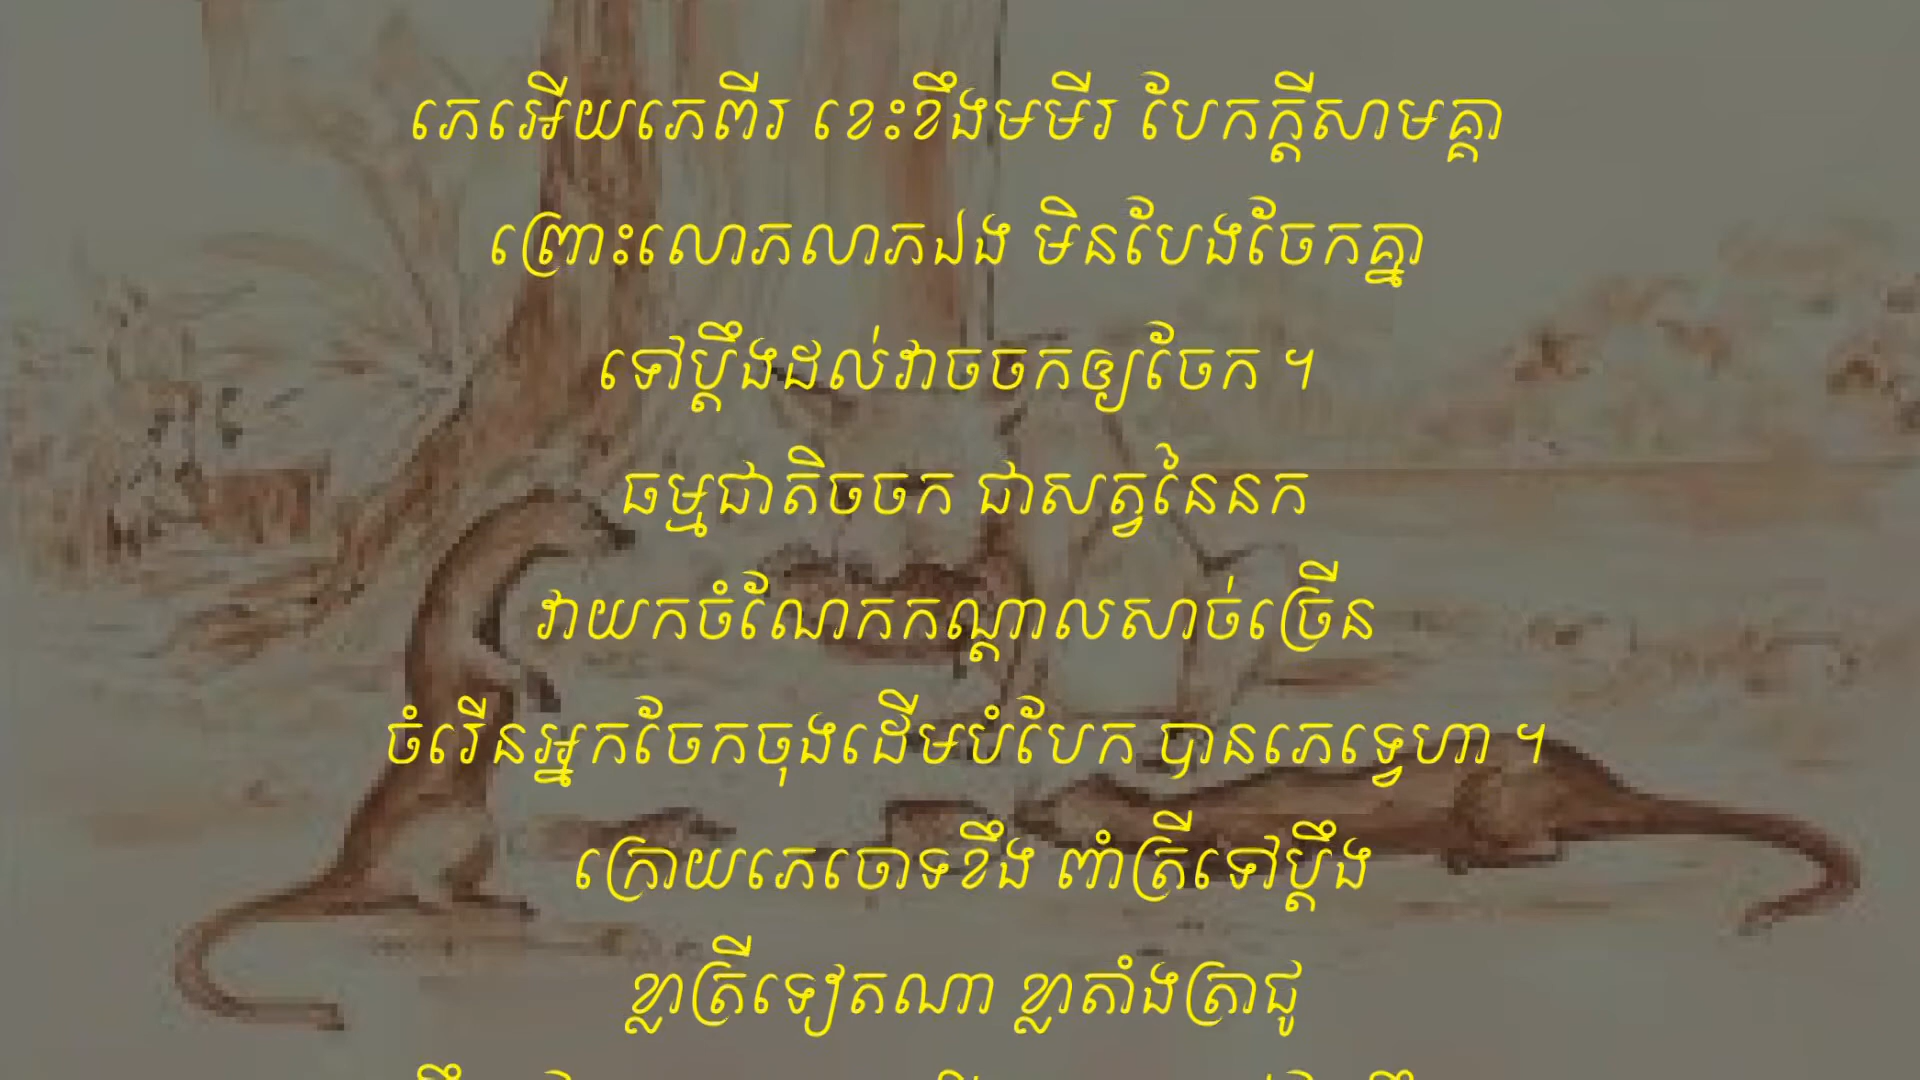 ភេអើយភេពីរ ខេះខឹងមមីរ បែកក្ដីសាមគ្គា
ព្រោះលោភលាភឯង មិនបែងចែកគ្នា
ទៅប្ដឹងដល់វាចចកឲ្យចែក ។
ធម្មជាតិចចក ជាសត្វនៃនក
វាយកចំណែកកណ្ដាលសាច់ច្រើន
ចំរើនអ្នកចែកចុងដើមបំបែក បានភេទ្វេហា ។
ក្រោយភេចោទខឹង ពាំត្រីទៅប្ដឹង
ខ្លាត្រីទៀតណា ខ្លាតាំងត្រាជូ